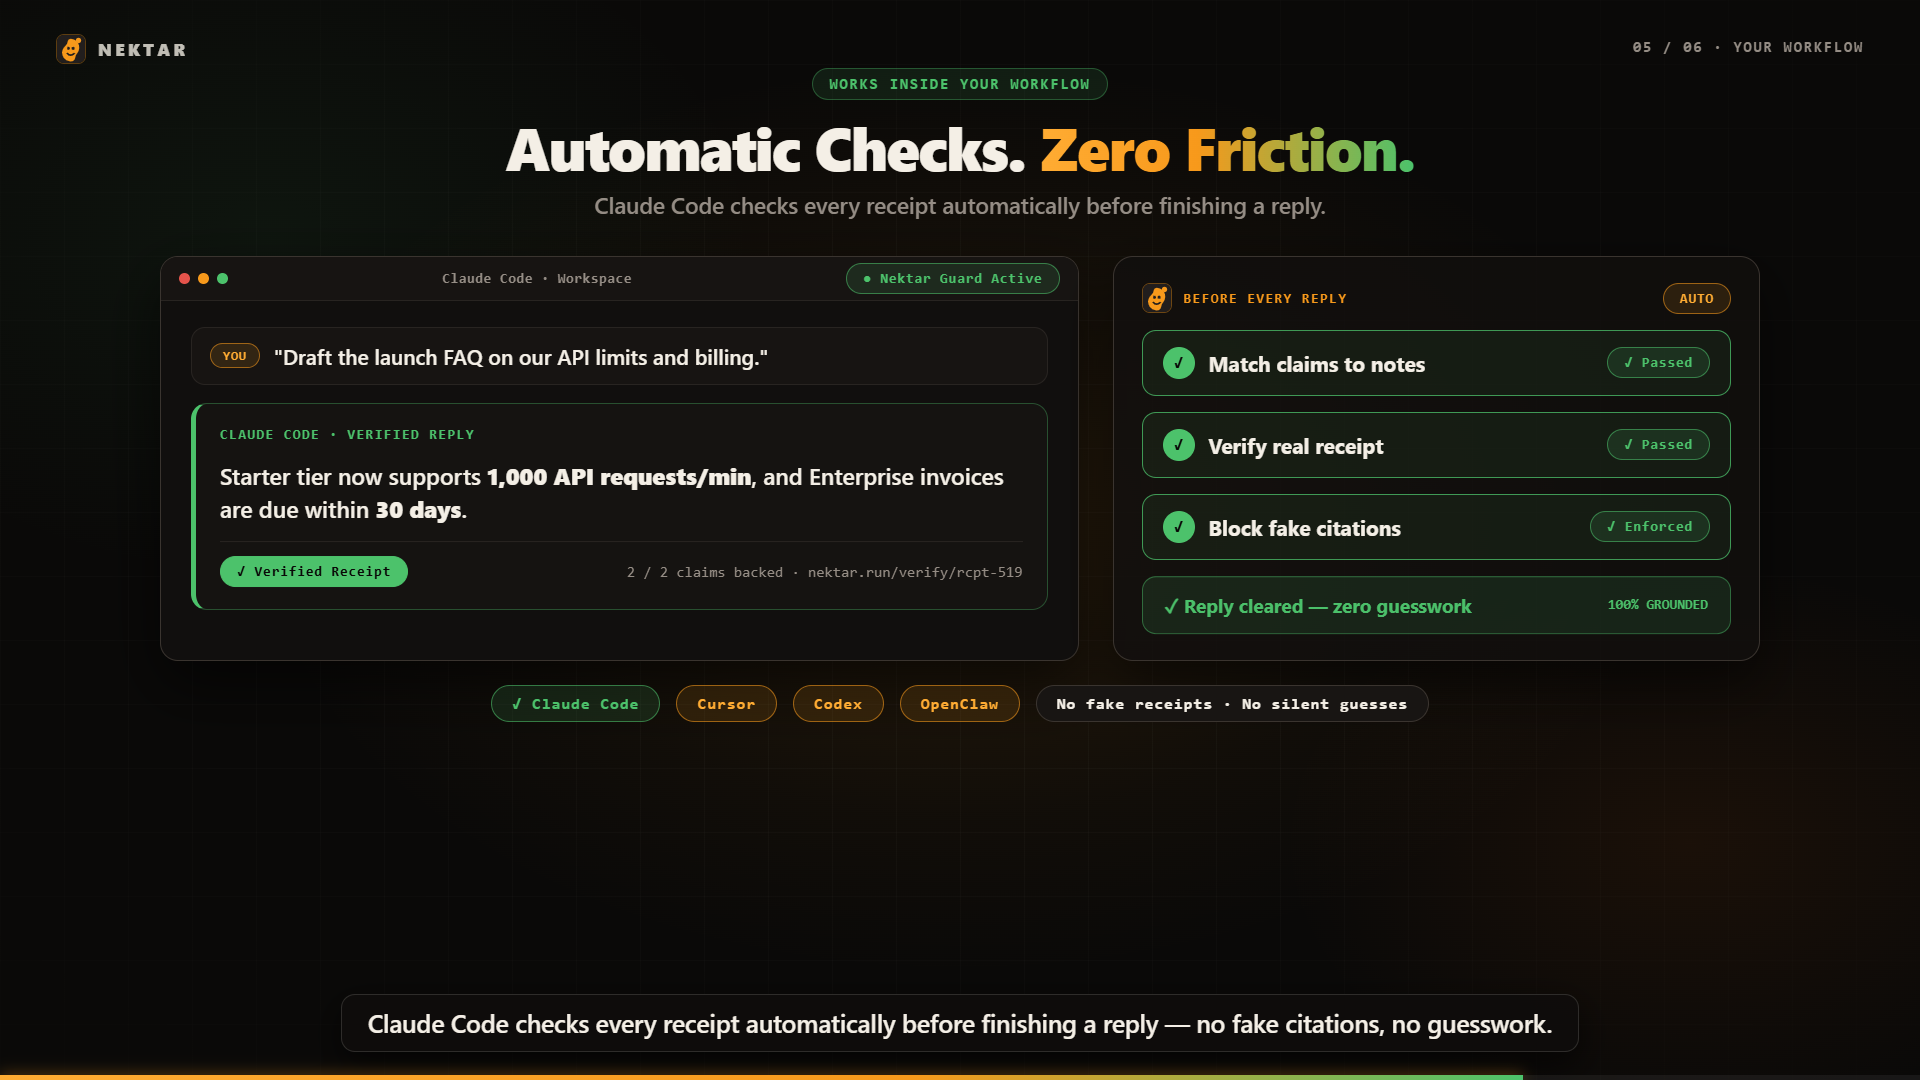 NEKTAR
05 / 06 · YOUR WORKFLOW
WORKS INSIDE YOUR WORKFLOW
Automatic Checks. Zero Friction.
Claude Code checks every receipt automatically before finishing a reply.
Claude Code · Workspace
● Nektar Guard Active
YOU
"Draft the launch FAQ on our API limits and billing."
CLAUDE CODE · VERIFIED REPLY
Starter tier now supports 1,000 API requests/min, and Enterprise invoices
are due within 30 days.
✓ Verified Receipt
2 / 2 claims backed · nektar.run/verify/rcpt-519
BEFORE EVERY REPLY
AUTO
✓ Match claims to notes
✓ Passed
✓ Verify real receipt
✓ Passed
✓ Block fake citations
✓ Enforced
✓ Reply cleared — zero guesswork
100% GROUNDED
✓ Claude Code
Cursor
Codex
OpenClaw
No fake receipts · No silent guesses
Claude Code checks every receipt automatically before finishing a reply — no fake citations, no guesswork.